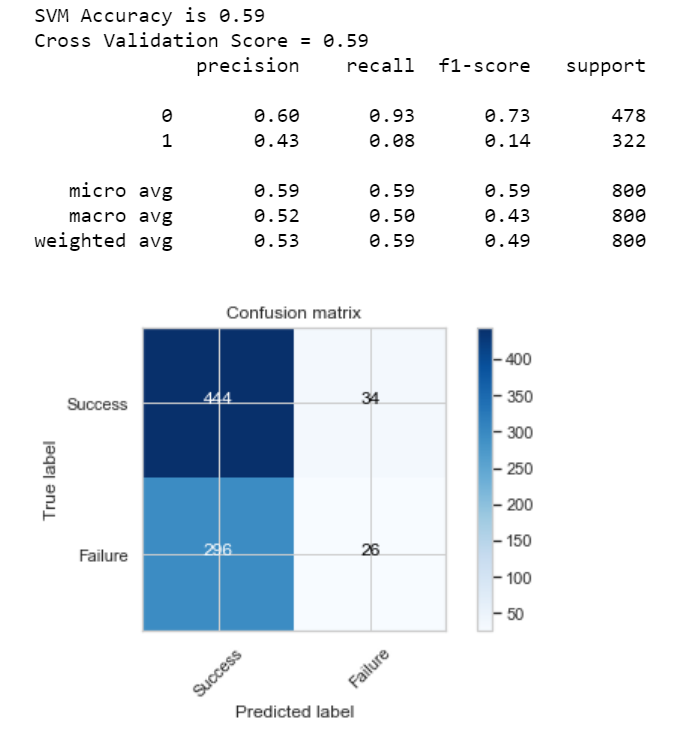 SVM Accuracy is 0.59
Cross Validation Score = 0.59
precision recall f1-score support
0 0.60 0.93 0.73 478
1 0.43 0.08 0.14 322
micro avg 0.59 0.59 0.59 800
macro avg 0.52 0.50 0.43 800
weighted avg 0.53 0.59 0.49 800
Confusion matrix
Success 444 34
Failure 296 26
True label
Success Failure
Predicted label
400
350
300
250
200
150
100
50